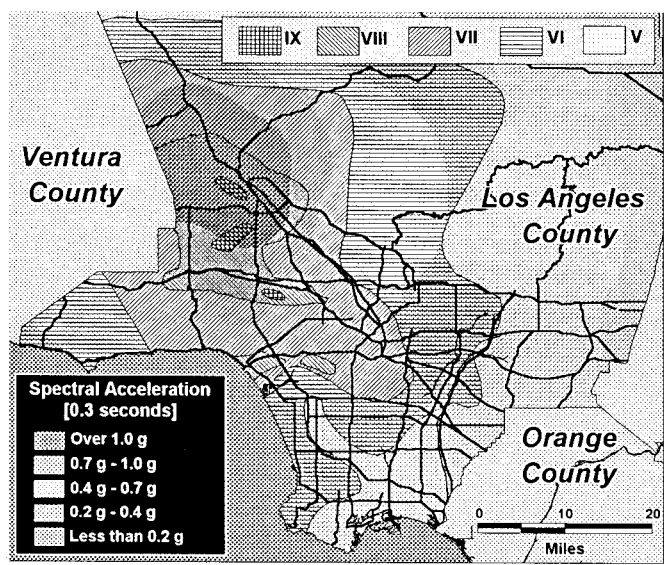 IX VIII VII VI V
Ventura
County
Los Angeles
County
Spectral Acceleration
[0.3 seconds]
Over 1.0 g
0.7 g - 1.0 g
0.4 g - 0.7 g
0.2 g - 0.4 g
Less than 0.2 g
Orange
County
0 10 20
Miles